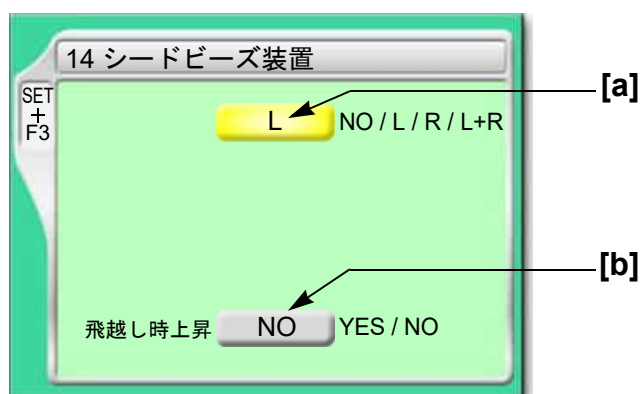 14 シードビーズ装置
SET
+
F3
L NO / L / R / L+R
[a]
[b]
飛越し時上昇 NO YES / NO